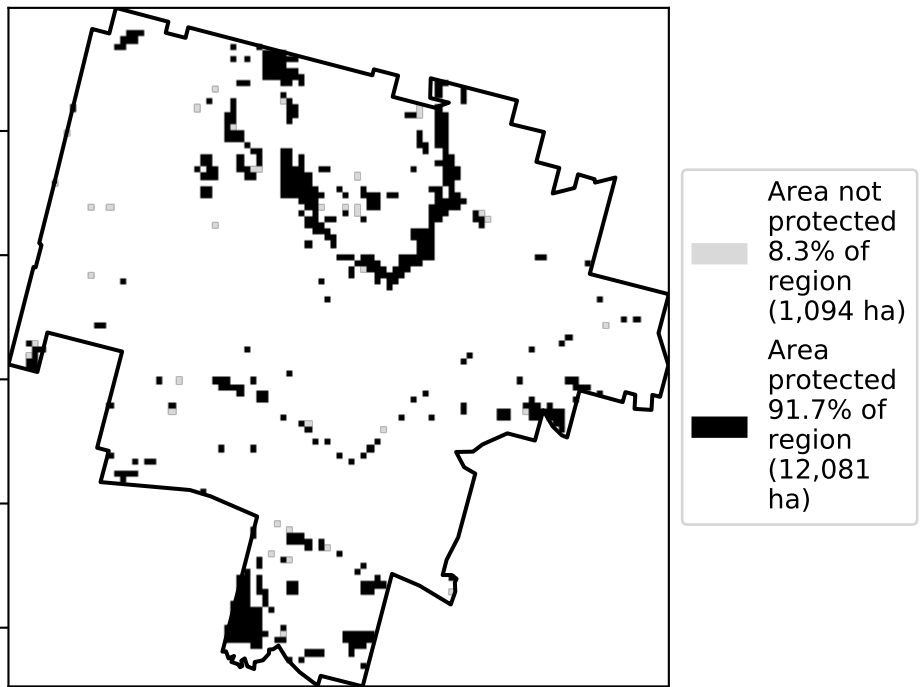 Area not
protected
8.3% of
region
(1,094 ha)
Area
protected
91.7% of
region
(12,081
ha)